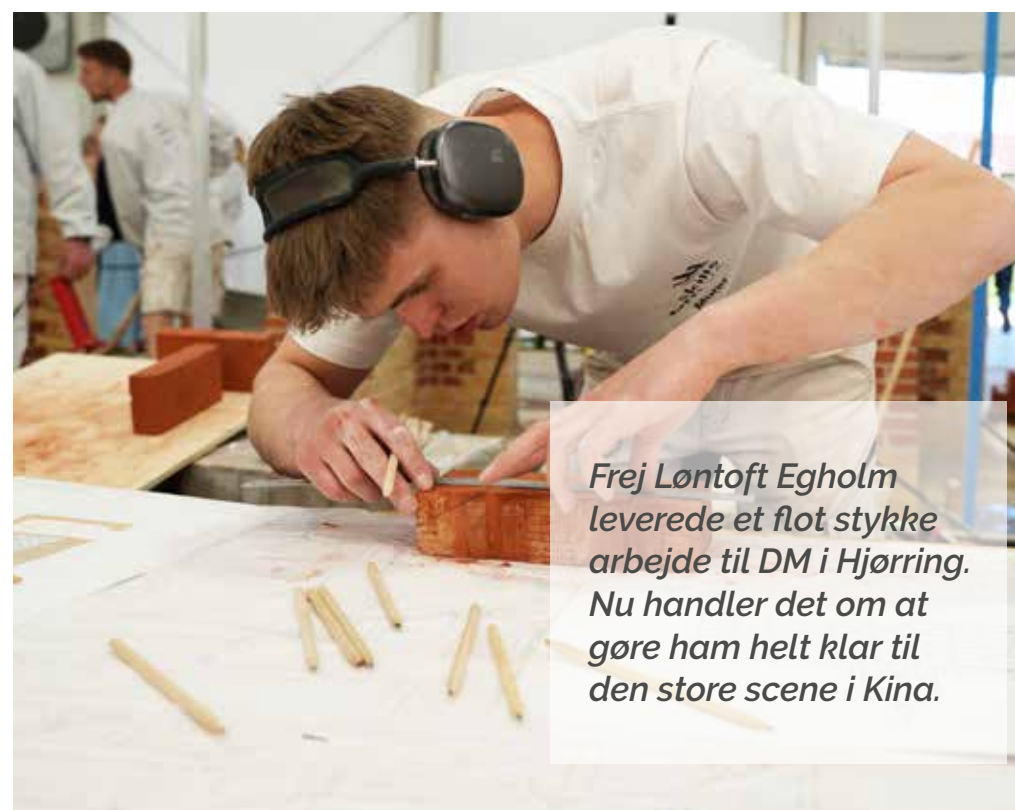 Frej Løntoft Egholm
leverede et flot stykke
arbejde til DM i Hjørring.
Nu handler det om at
gøre ham helt klar til
den store scene i Kina.